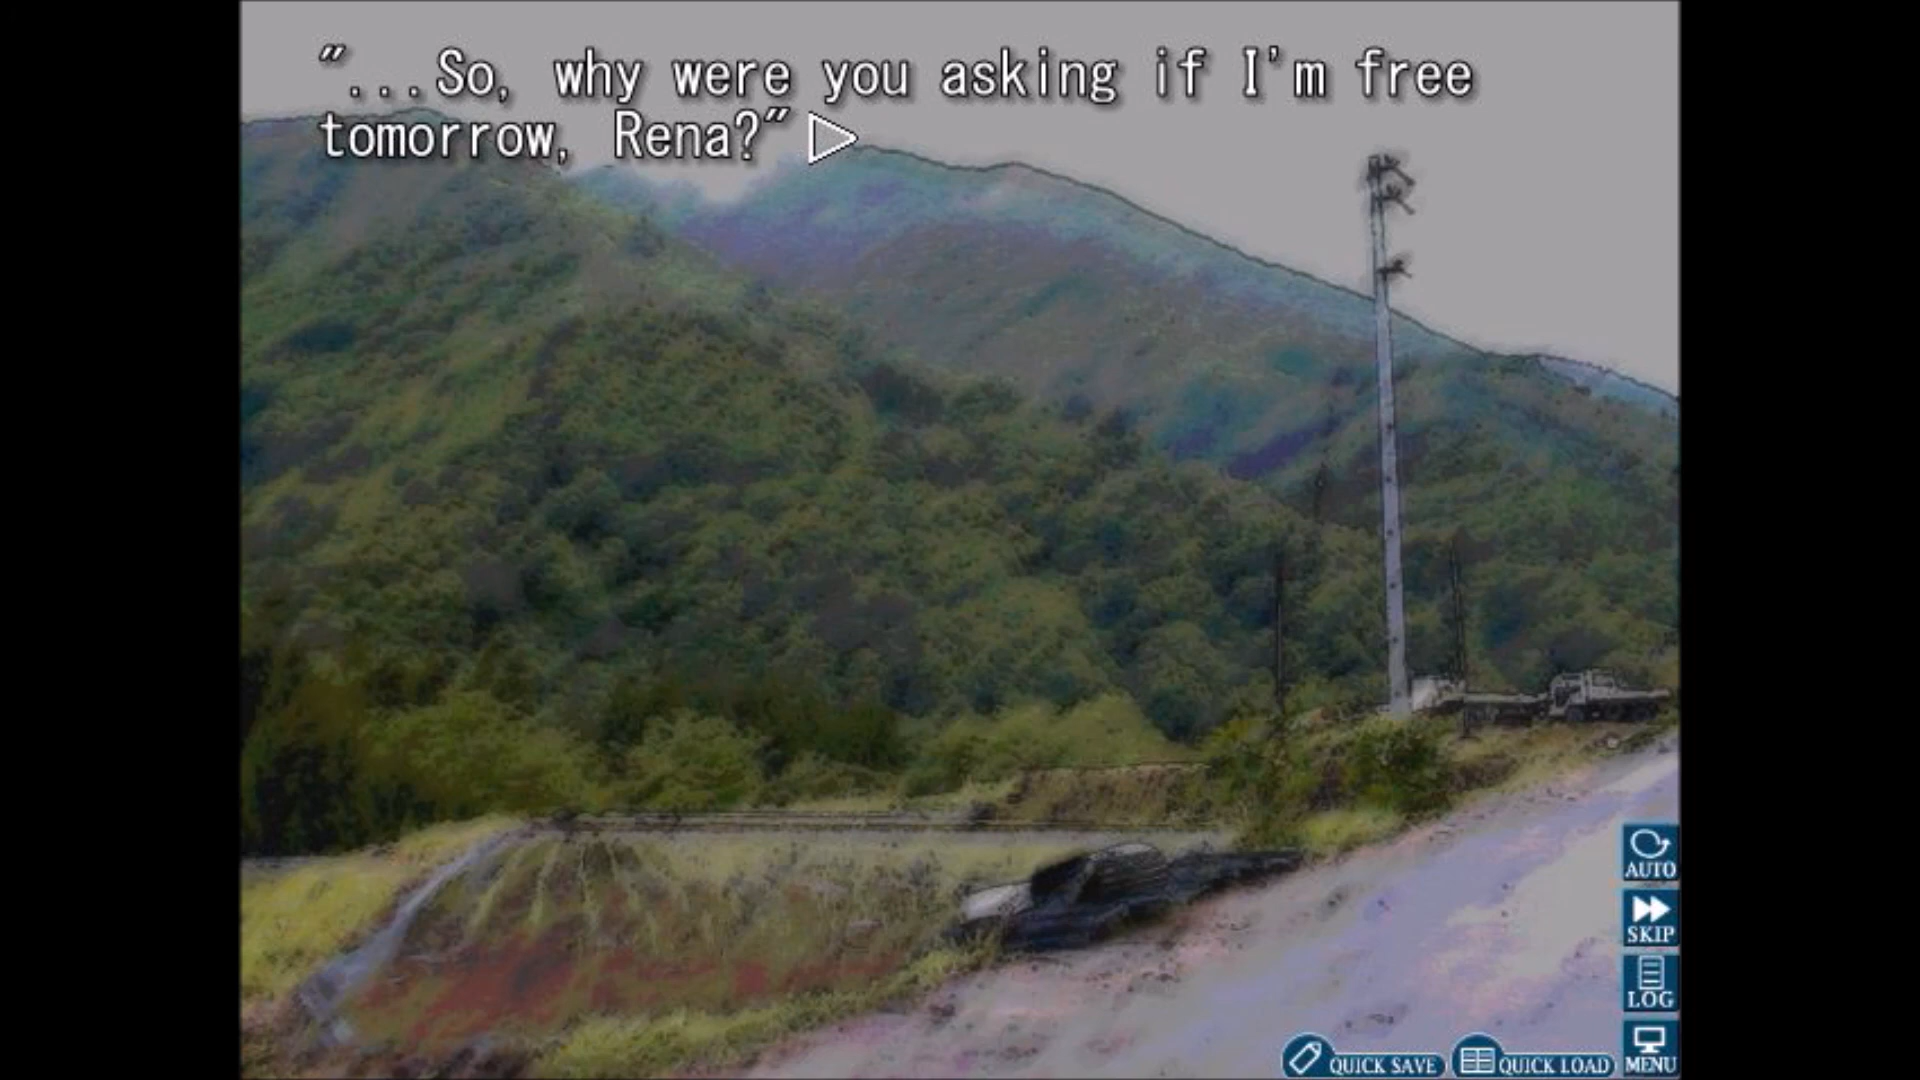 "...So, why were you asking if I'm free
tomorrow, Rena?"
AUTO
SKIP
LOG
MENU
QUICK SAVE
QUICK LOAD